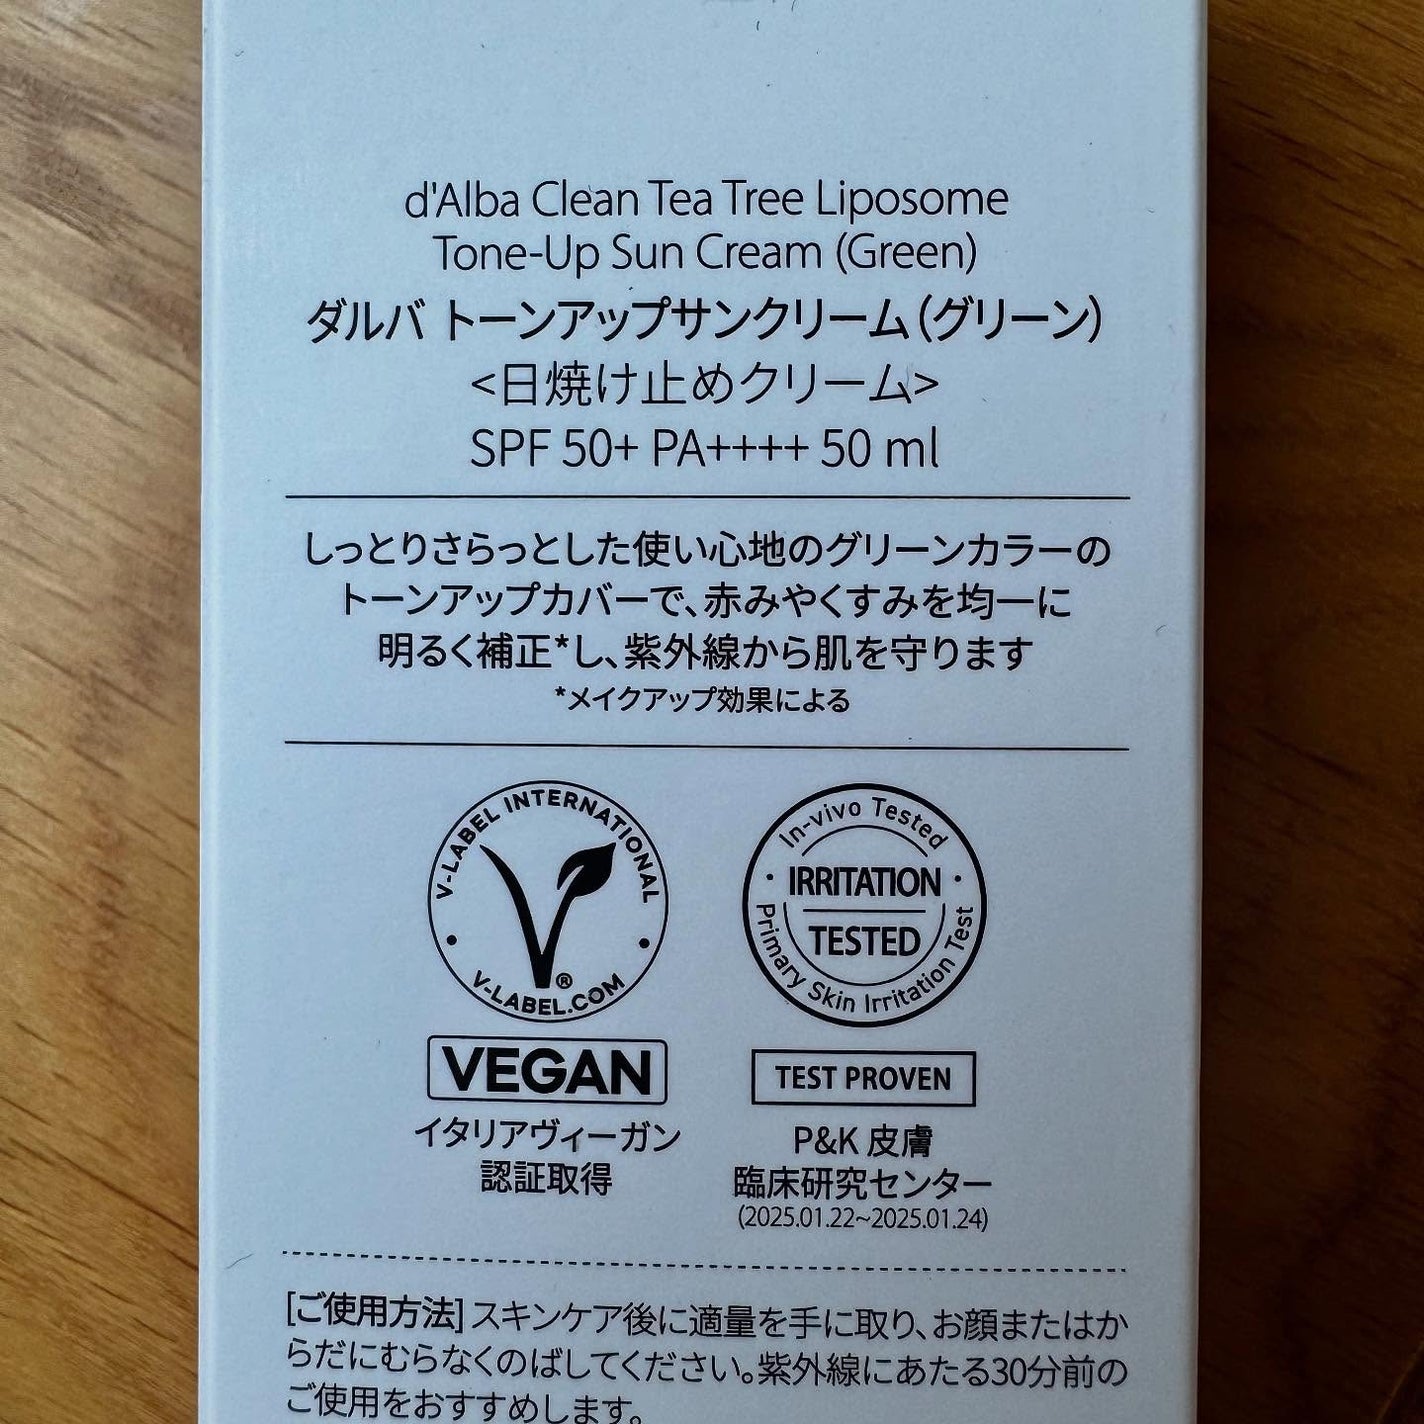 d'Alba Clean Tea Tree Liposome
Tone-Up Sun Cream (Green)
ダルバ トーンアップサンクリーム(グリーン)
<日焼け止めクリーム>
SPF 50+ PA++++ 50 ml
しっとりさらっとした使い心地のグリーンカラーの
トーンアップカバーで、赤みやくすみを均一に
明るく補正*し、紫外線から肌を守ります
*メイクアップ効果による
V-LABEL INTERNATIONAL
®
V-LABEL.COM
VEGAN
イタリアヴィーガン
認証取得
In-vivo Tested
IRRITATION
TESTED
Primary Skin Irritation Test
TEST PROVEN
P&K 皮膚
臨床研究センター
(2025.01.22~2025.01.24)
[ご使用方法] スキンケア後に適量を手に取り、お顔またはか
らだにむらなくのばしてください。紫外線にあたる30分前の
ご使用をおすすめします。